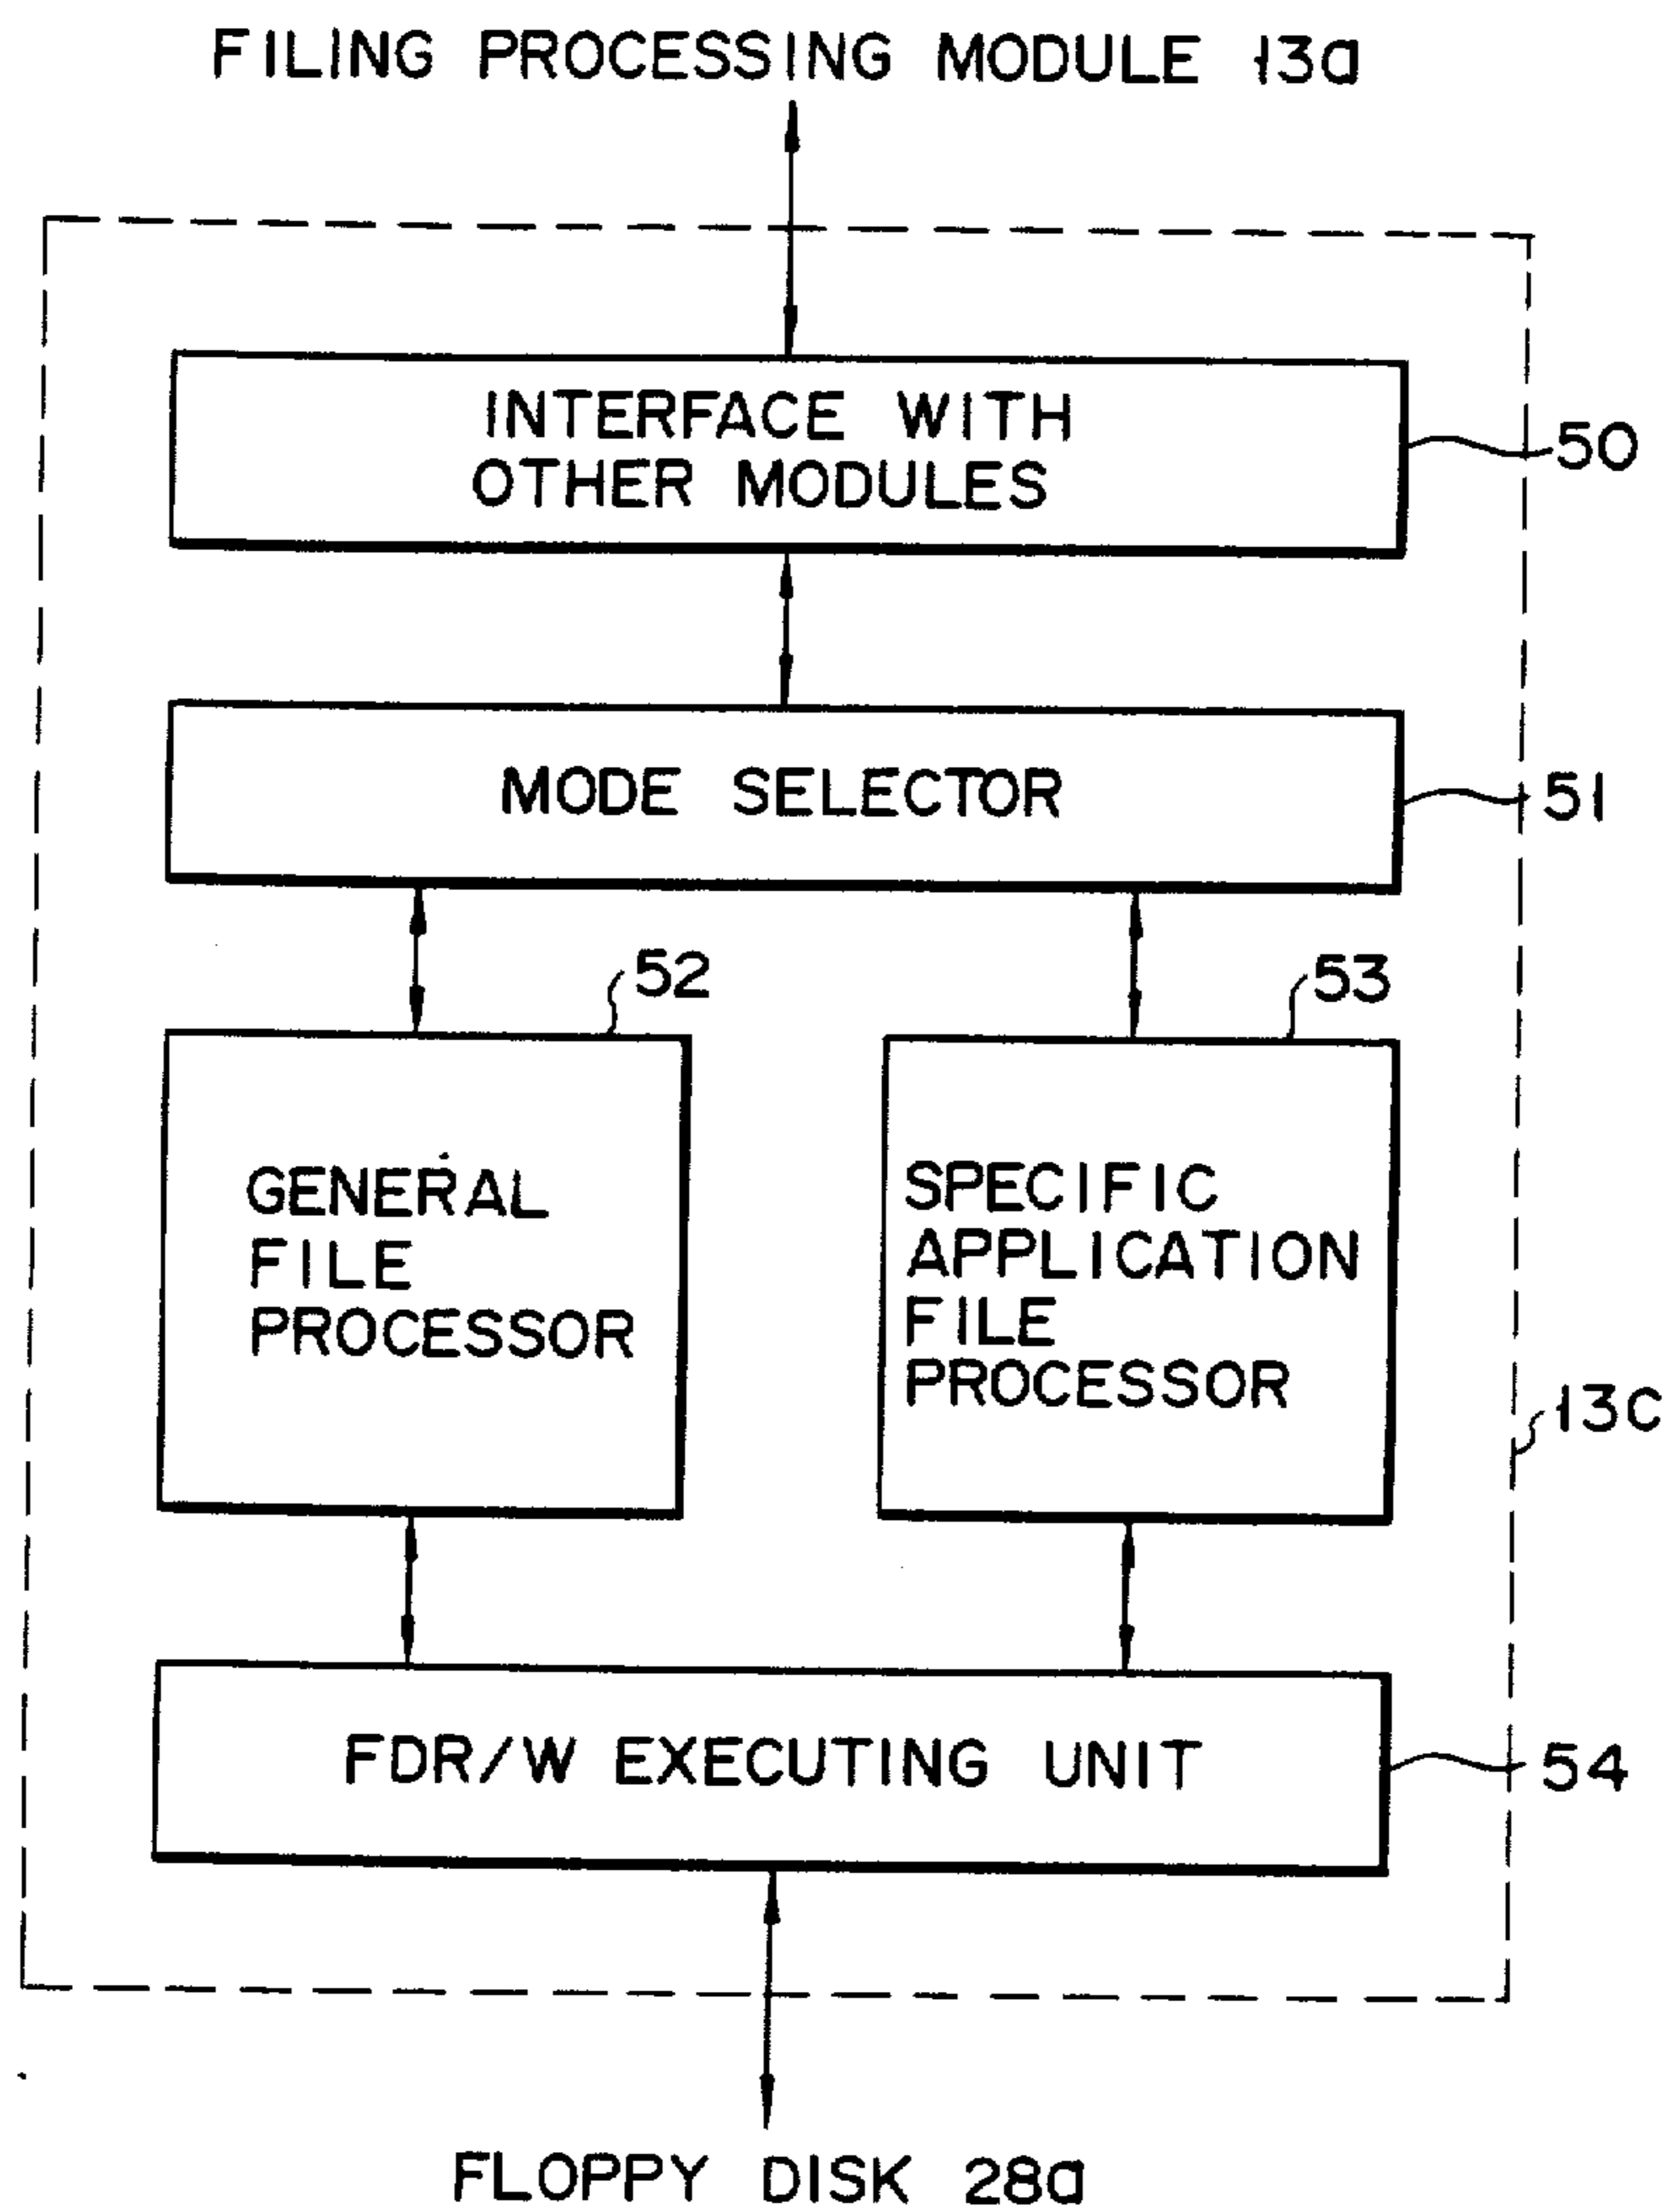 FILING PROCESSING MODULE 13a
INTERFACE WITH
OTHER MODULES
50
MODE SELECTOR
51
52
53
GENERAL
FILE
PROCESSOR
SPECIFIC
APPLICATION
FILE
PROCESSOR
13C
FDR/W EXECUTING UNIT
54
FLOPPY DISK 28a